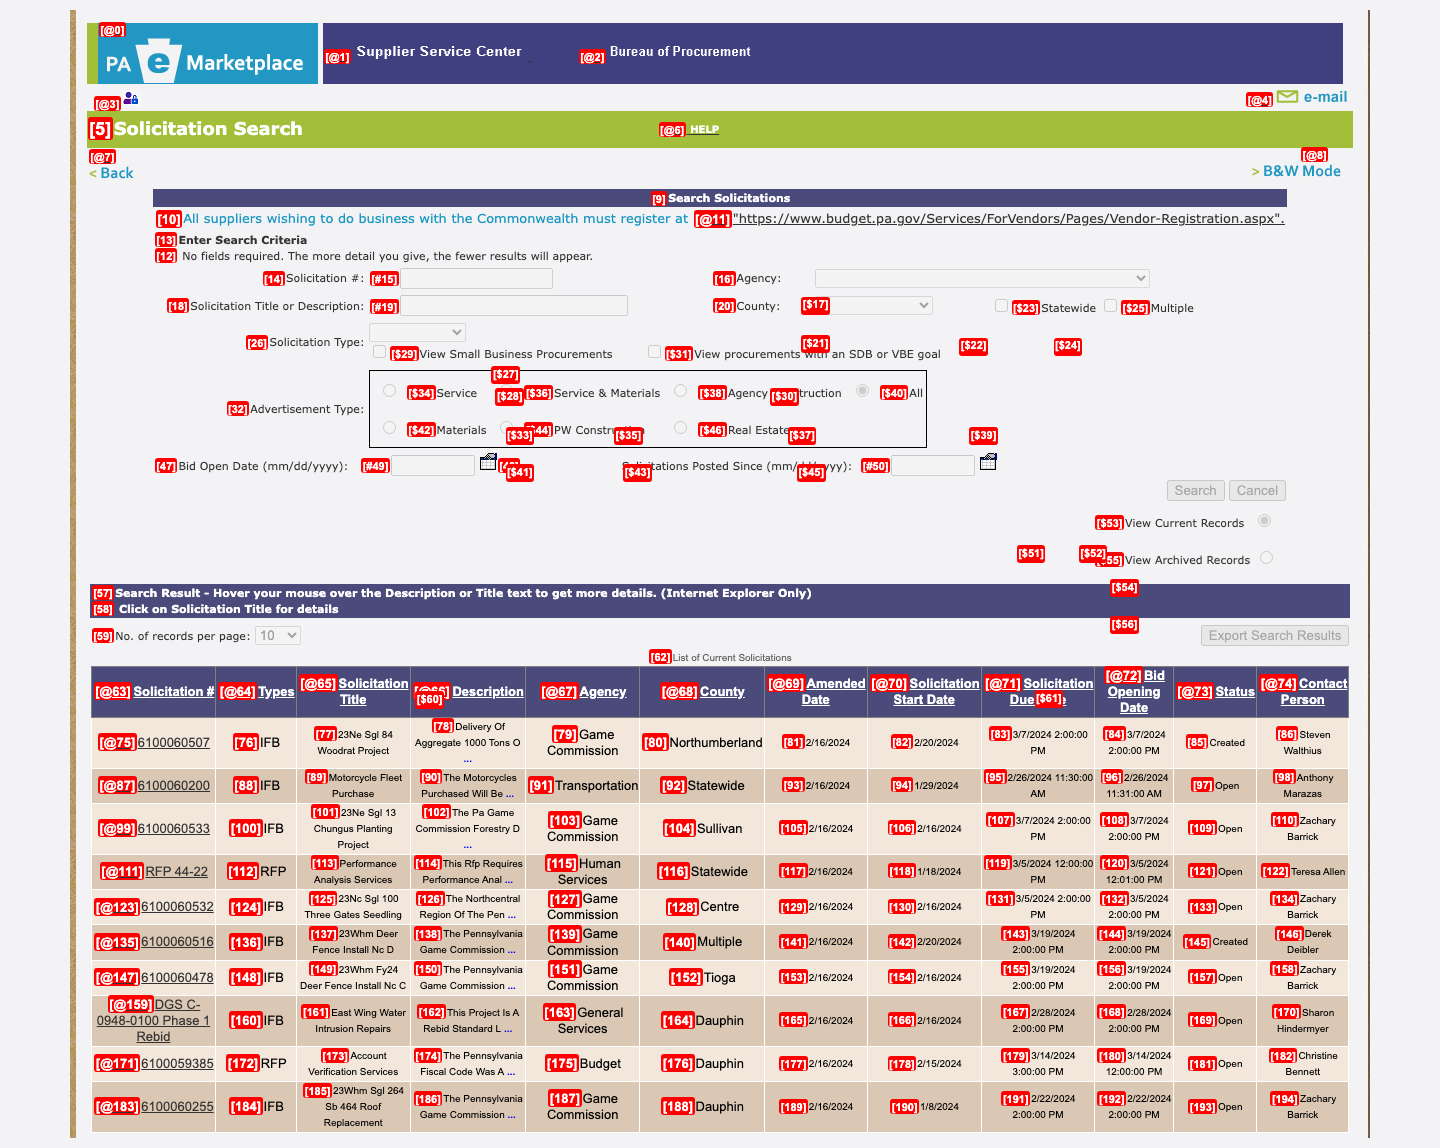 [@0]
PA e Marketplace
[@1] Supplier Service Center [@2] Bureau of Procurement
[@3] [@4] e-mail
[5] Solicitation Search [@6] HELP
[@7] [@8]
< Back > B&W Mode
[9] Search Solicitations
[10] All suppliers wishing to do business with the Commonwealth must register at [@11] "https://www.budget.pa.gov/Services/ForVendors/Pages/Vendor-Registration.aspx".
[13] Enter Search Criteria
[12] No fields required. The more detail you give, the fewer results will appear.
[14] Solicitation #: [#15] [16] Agency:
[18] Solicitation Title or Description: [#19] [20] County: [$17] [$23] Statewide [$25] Multiple
[26] Solicitation Type: [$21] [$22] [$24]
[$29] View Small Business Procurements [$31] View procurements with an SDB or VBE goal
[$27]
[$34] Service [$28] [$36] Service & Materials [$38] Agency [$30] truction [$40] All
[32] Advertisement Type:
[$42] Materials [$33] [$44] PW Constru [$35] [$46] Real Estate [$37] [$39]
[47] Bid Open Date (mm/dd/yyyy): [#49] [$41] Solicitations Posted Since (mm/dd/yyyy): [$43] [$45] [#50]
Search Cancel
[$53] View Current Records
[$51] [$52] [$55] View Archived Records
[57] Search Result - Hover your mouse over the Description or Title text to get more details. (Internet Explorer Only) [$54]
[58] Click on Solicitation Title for details
[59] No. of records per page: 10 [$56] Export Search Results
[62] List of Current Solicitations
[@63] Solicitation # [@64] Types [@65] Solicitation Title [@66] Description [$60] [@67] Agency [@68] County [@69] Amended Date [@70] Solicitation Start Date [@71] Solicitation Due [$61] [@72] Bid Opening Date [@73] Status [@74] Contact Person
[@75] 6100060507 [76] IFB [77] 23Ne Sgl 84 Woodrat Project [78] Delivery Of Aggregate 1000 Tons O ... [79] Game Commission [80] Northumberland [81] 2/16/2024 [82] 2/20/2024 [83] 3/7/2024 2:00:00 PM [84] 3/7/2024 2:00:00 PM [85] Created [86] Steven Walthius
[@87] 6100060200 [88] IFB [89] Motorcycle Fleet Purchase [90] The Motorcycles Purchased Will Be ... [91] Transportation [92] Statewide [93] 2/16/2024 [94] 1/29/2024 [95] 2/26/2024 11:30:00 AM [96] 2/26/2024 11:31:00 AM [97] Open [98] Anthony Marazas
[@99] 6100060533 [100] IFB [101] 23Ne Sgl 13 Chungus Planting Project [102] The Pa Game Commission Forestry D ... [103] Game Commission [104] Sullivan [105] 2/16/2024 [106] 2/16/2024 [107] 3/7/2024 2:00:00 PM [108] 3/7/2024 2:00:00 PM [109] Open [110] Zachary Barrick
[@111] RFP 44-22 [112] RFP [113] Performance Analysis Services [114] This Rfp Requires Performance Anal ... [115] Human Services [116] Statewide [117] 2/16/2024 [118] 1/18/2024 [119] 3/5/2024 12:00:00 PM [120] 3/5/2024 12:01:00 PM [121] Open [122] Teresa Allen
[@123] 6100060532 [124] IFB [125] 23Nc Sgl 100 Three Gates Seedling [126] The Northcentral Region Of The Pen ... [127] Game Commission [128] Centre [129] 2/16/2024 [130] 2/16/2024 [131] 3/5/2024 2:00:00 PM [132] 3/5/2024 2:00:00 PM [133] Open [134] Zachary Barrick
[@135] 6100060516 [136] IFB [137] 23Whm Deer Fence Install Nc D [138] The Pennsylvania Game Commission ... [139] Game Commission [140] Multiple [141] 2/16/2024 [142] 2/20/2024 [143] 3/19/2024 2:00:00 PM [144] 3/19/2024 2:00:00 PM [145] Created [146] Derek Deibler
[@147] 6100060478 [148] IFB [149] 23Whm Fy24 Deer Fence Install Nc C [150] The Pennsylvania Game Commission ... [151] Game Commission [152] Tioga [153] 2/16/2024 [154] 2/16/2024 [155] 3/19/2024 2:00:00 PM [156] 3/19/2024 2:00:00 PM [157] Open [158] Zachary Barrick
[@159] DGS C-0948-0100 Phase 1 Rebid [160] IFB [161] East Wing Water Intrusion Repairs [162] This Project Is A Rebid Standard L ... [163] General Services [164] Dauphin [165] 2/16/2024 [166] 2/16/2024 [167] 2/28/2024 2:00:00 PM [168] 2/28/2024 2:00:00 PM [169] Open [170] Sharon Hindermyer
[@171] 6100059385 [172] RFP [173] Account Verification Services [174] The Pennsylvania Fiscal Code Was A ... [175] Budget [176] Dauphin [177] 2/16/2024 [178] 2/15/2024 [179] 3/14/2024 3:00:00 PM [180] 3/14/2024 12:00:00 PM [181] Open [182] Christine Bennett
[@183] 6100060255 [184] IFB [185] 23Whm Sgl 264 Sb 464 Roof Replacement [186] The Pennsylvania Game Commission ... [187] Game Commission [188] Dauphin [189] 2/16/2024 [190] 1/8/2024 [191] 2/22/2024 2:00:00 PM [192] 2/22/2024 2:00:00 PM [193] Open [194] Zachary Barrick